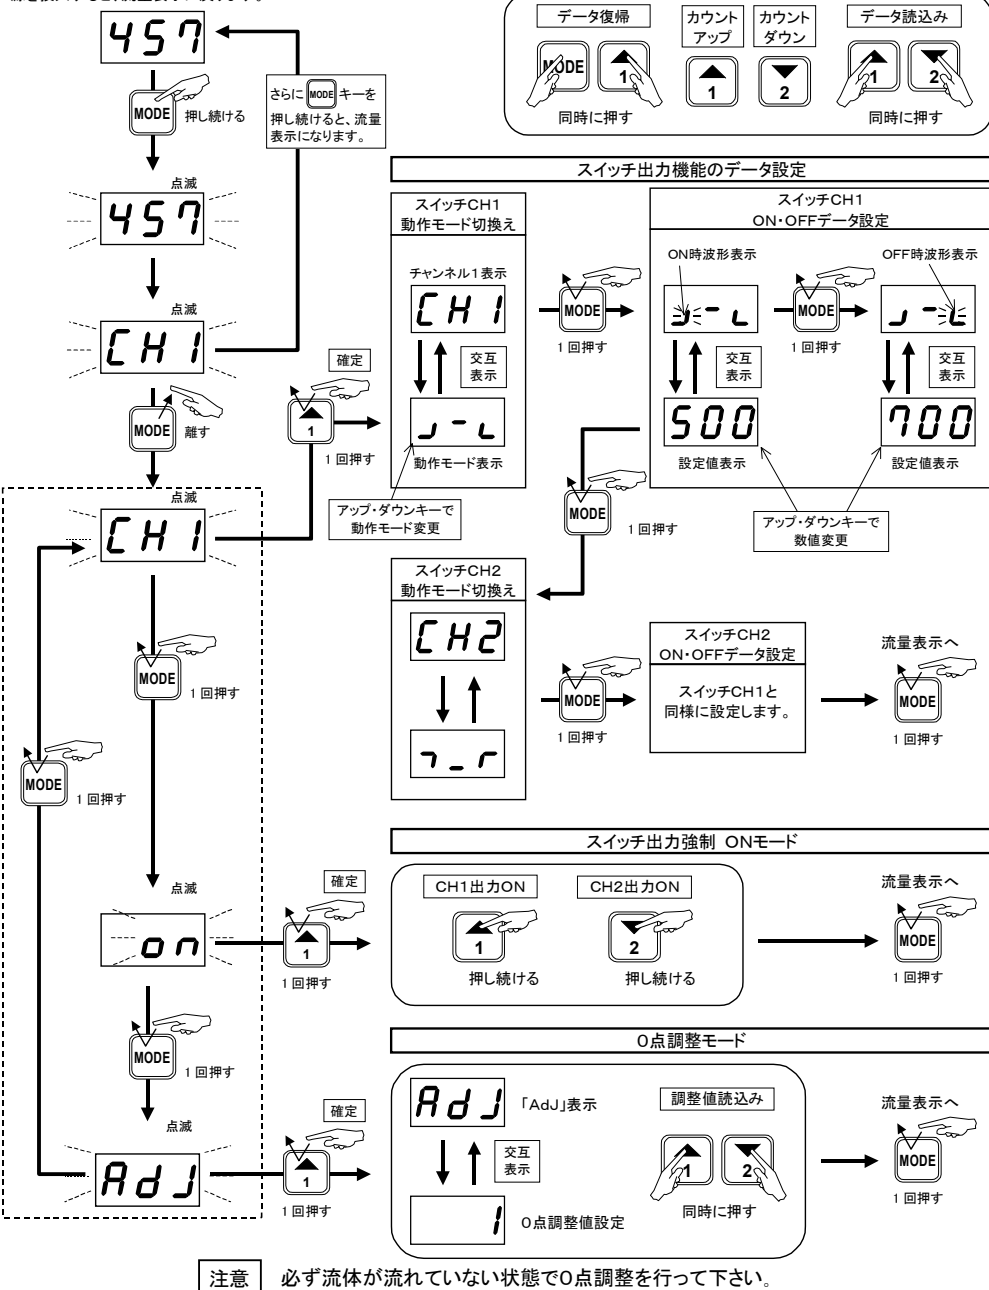 457
MODE
押し続ける
さらに MODE キーを
押し続けると、流量
表示になります。
点滅
457
点滅
CH1
MODE
離す
点滅
CH1
MODE
1回押す
MODE
1回押す
点滅
on
MODE
1回押す
点滅
AdJ
データ復帰
カウント
アップ
カウント
ダウン
データ読込み
MODE
1
1
2
1
2
同時に押す
同時に押す
スイッチ出力機能のデータ設定
確定
1
1回押す
スイッチCH1
動作モード切換え
チャンネル1表示
CH1
交互
表示
動作モード表示
アップ・ダウンキーで
動作モード変更
MODE
1回押す
スイッチCH1
ON・OFFデータ設定
ON時波形表示
OFF時波形表示
MODE
1回押す
交互
表示
交互
表示
500
700
設定値表示
設定値表示
アップ・ダウンキーで
数値変更
MODE
1回押す
スイッチCH2
動作モード切換え
CH2
MODE
1回押す
スイッチCH2
ON・OFFデータ設定
スイッチCH1と
同様に設定します。
流量表示へ
MODE
1回押す
スイッチ出力強制 ONモード
確定
1
1回押す
CH1出力ON
CH2出力ON
1
2
押し続ける
押し続ける
流量表示へ
MODE
1回押す
0点調整モード
確定
1
1回押す
AdJ
「AdJ」表示
交互
表示
1
0点調整値設定
調整値読込み
1
2
同時に押す
流量表示へ
MODE
1回押す
注意
必ず流体が流れていない状態で0点調整を行って下さい。